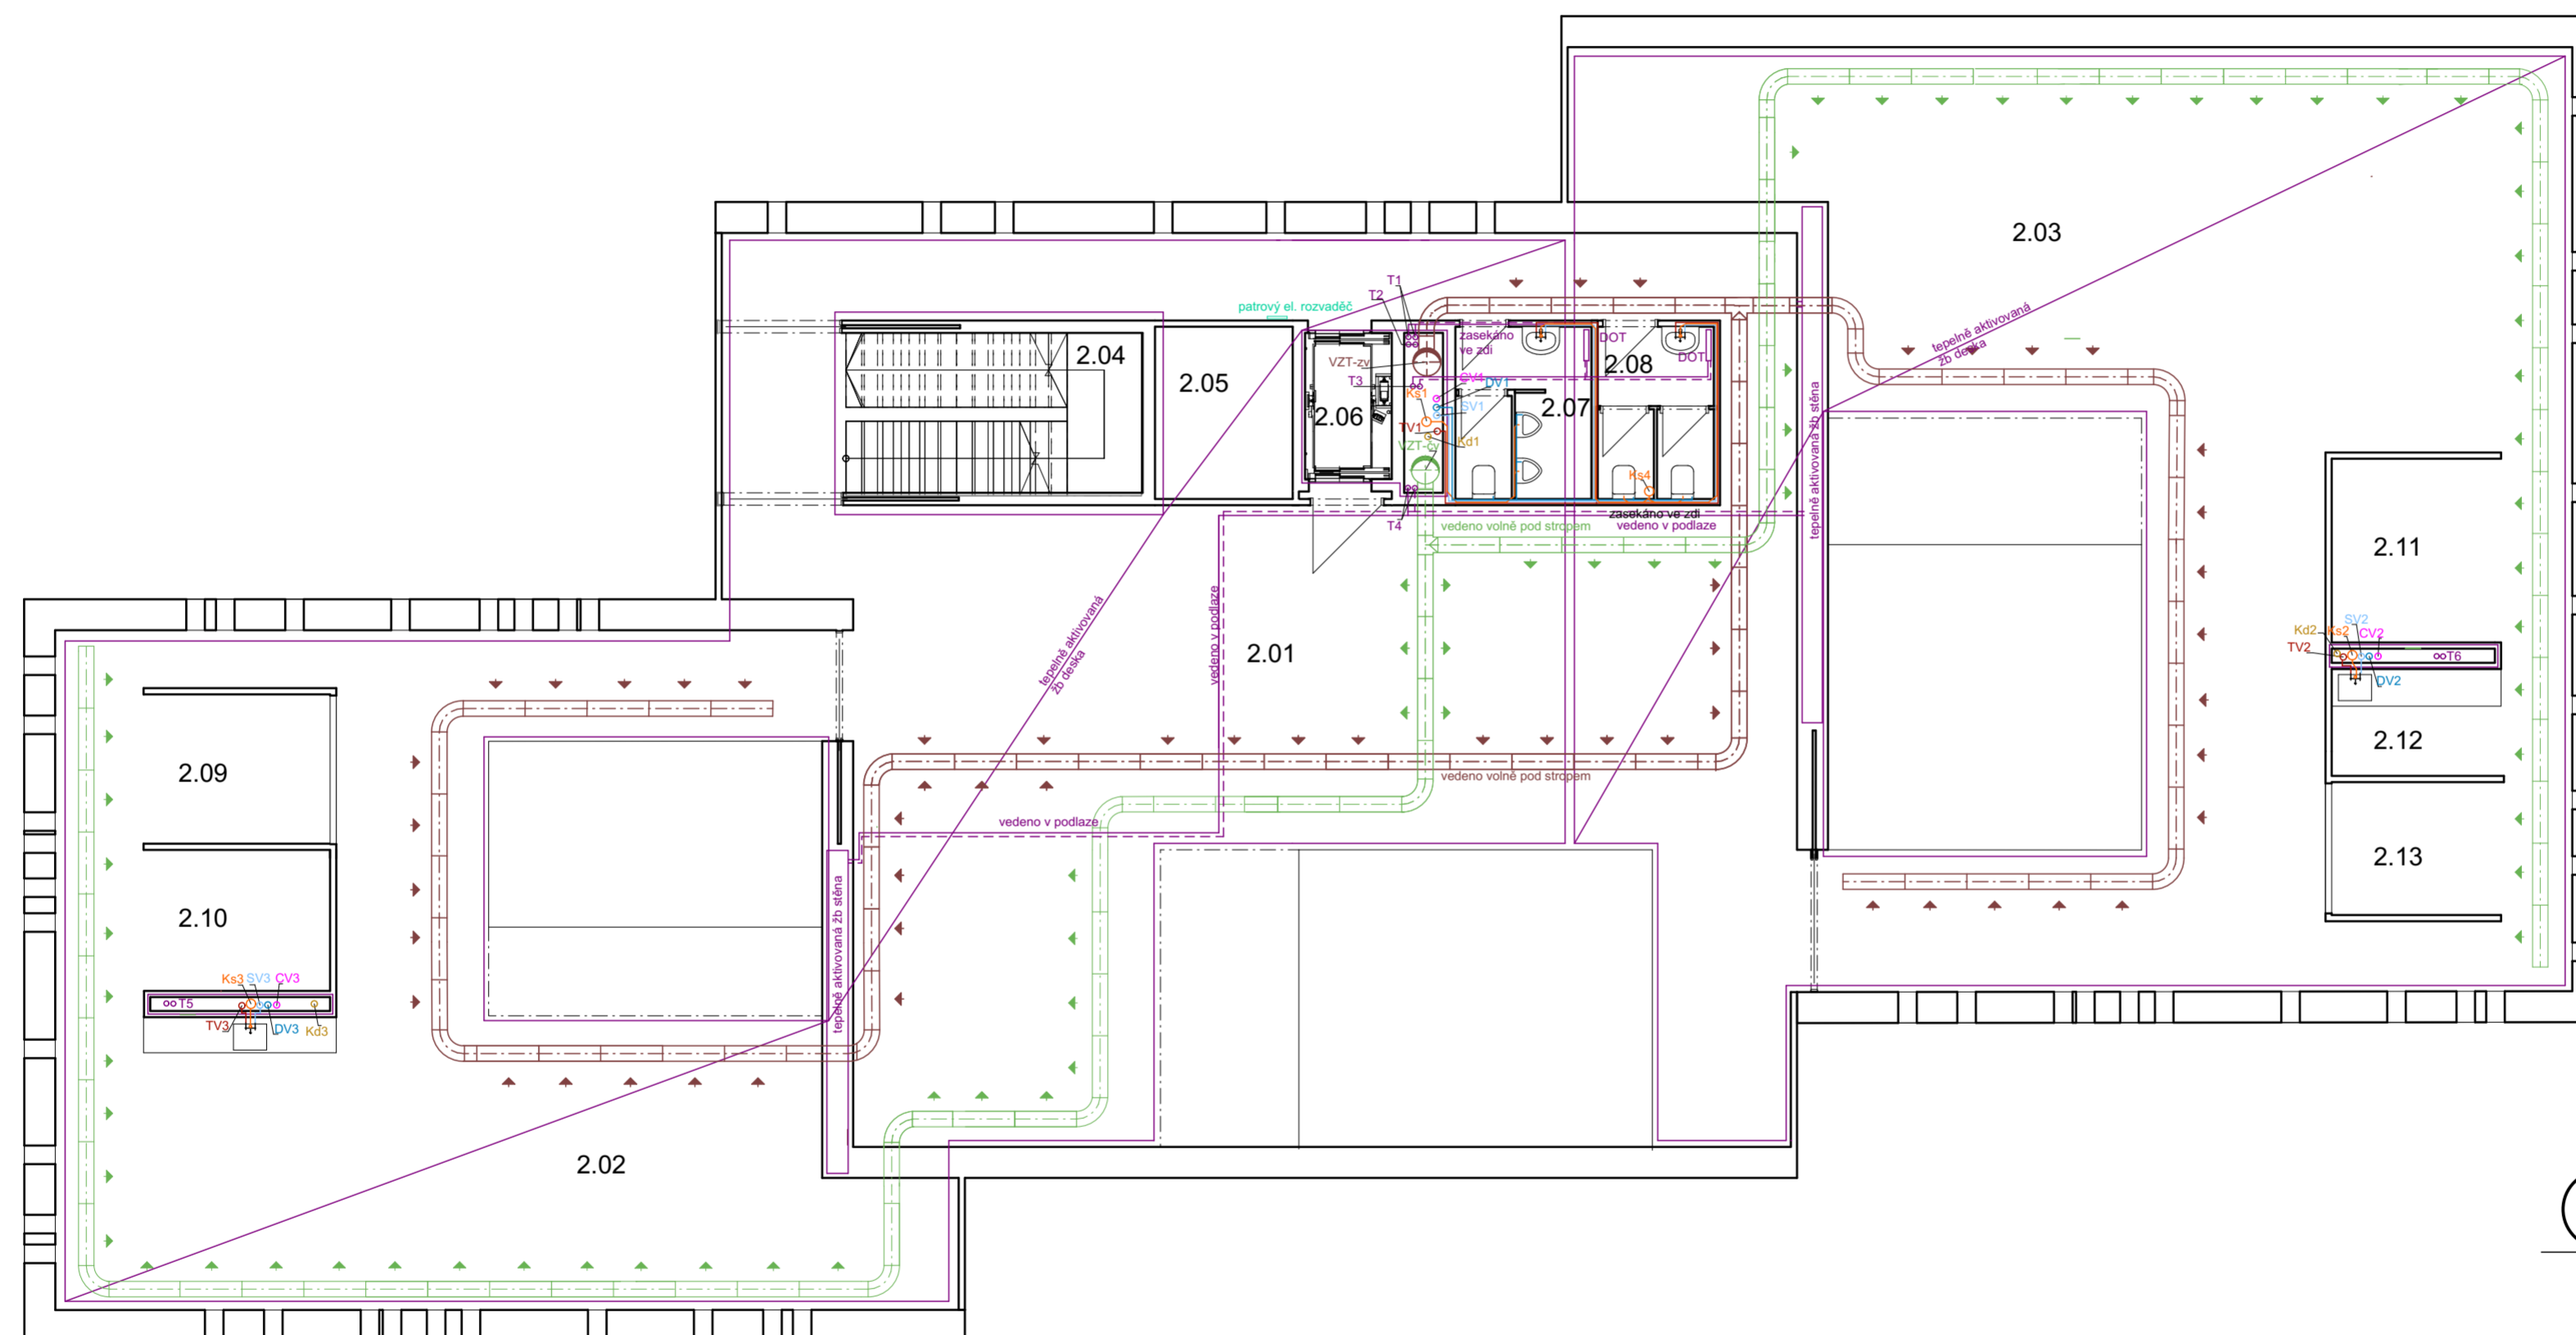 2.03
T1
T2
patrový el. rozvaděč
zasekáno
ve zdi
DOT
DOT
tepelně aktivovaná
žb deska
2.04
2.05
2.06
VZT-zv
T3
CV1
DV1
Ks1
SV1
TV1
Kd1
VZT-čv
2.07
2.08
Ks4
zasekáno ve zdi
T4
vedeno volně pod stropem
vedeno v podlaze
tepelně aktivovaná žb stěna
2.11
tepelně aktivovaná
žb deska
vedeno v podlaze
2.01
SV2
Kd2
Ks2
CV2
TV2
T6
DV2
2.12
2.09
vedeno volně pod stropem
vedeno v podlaze
2.13
2.10
tepelně aktivovaná žb stěna
Ks3
SV3
CV3
T5
TV3
DV3
Kd3
2.02